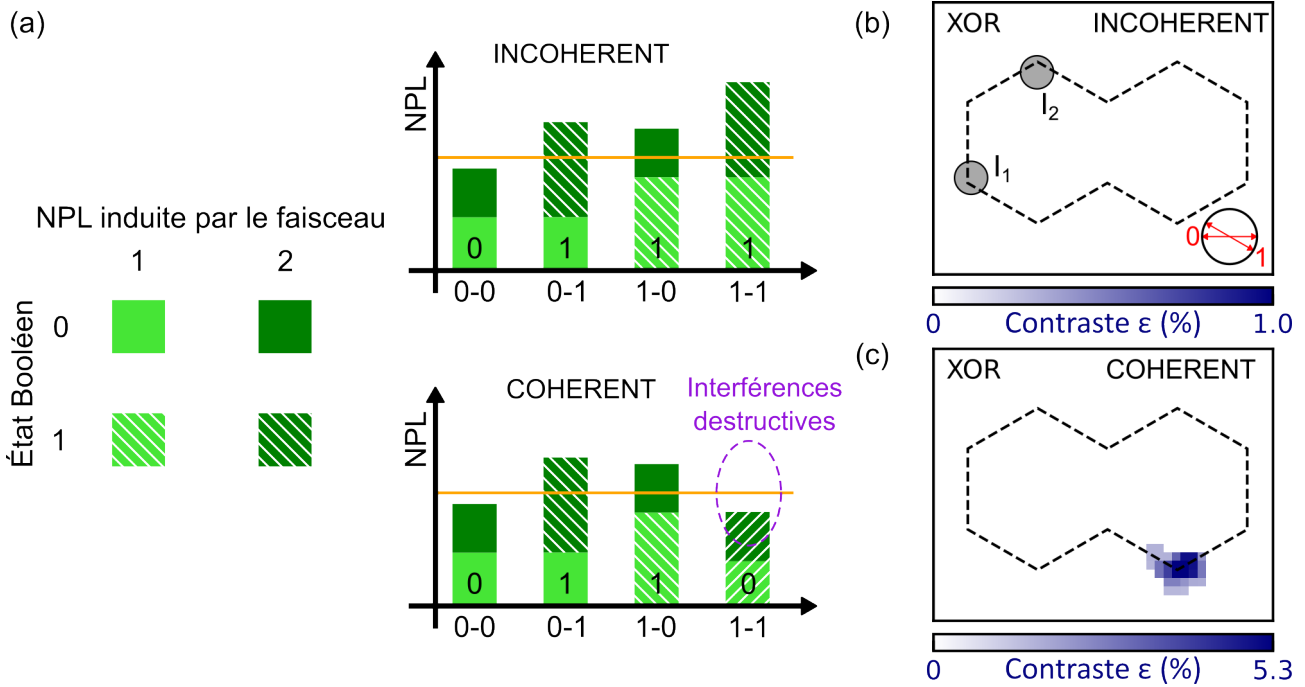 (a)
INCOHERENT
NPL
0 1 1 1
0-0 0-1 1-0 1-1
NPL induite par le faisceau
1 2
État Booléen
0
1
COHERENT
Interférences
destructives
NPL
0 1 1 0
0-0 0-1 1-0 1-1
(b)
XOR INCOHERENT
I2
I1
0
1
0 Contraste ε (%) 1.0
(c)
XOR COHERENT
0 Contraste ε (%) 5.3